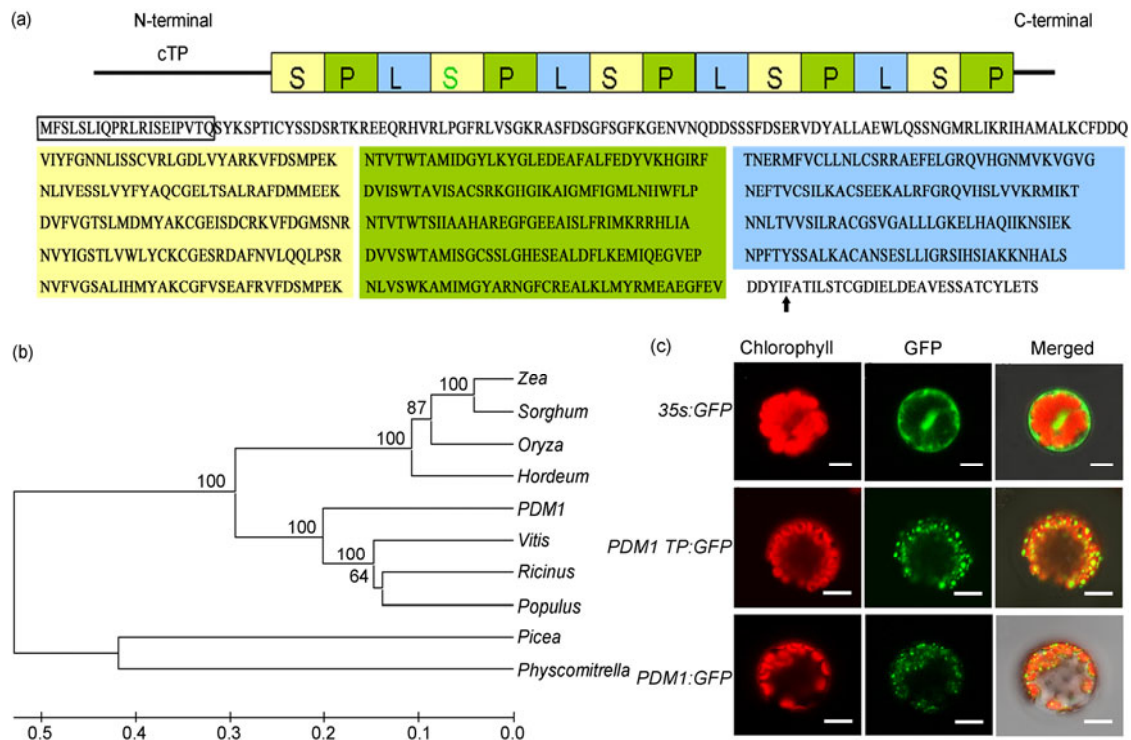 (a)
N-terminal C-terminal
cTP
S P L S P L S P L S P L S P
MFSLSLIQPRLRISEIPVTQSYKSPTICYSSDSRTKREEQRHVRLPGFRLVSGKRASFDSGFSGFKGENVNQDDSSSFDSERVDYALLAEWLQSSNGMRLIKRIHAMALKCFDDQ
VIYFGNNLISSCVRLGDLVYARKVFDSMPEK NTVTWTAMIDGYLKYGLEDEAFALFEDYVKHGIRF TNERMFVCLLNLCSRRAEFELGRQVHGNMVKVGVG
NLIVESSLVYFYAQCGELTSALRAFDMMEEK DVISWTAVISACSRKGHGIKAIGMFIGMLNHWFLP NEFTVCSILKACSEEKALRFGRQVHSLVVKRMIKT
DVFVGTSLMDMYAKCGEISDCRKVFDGMSNR NTVTWTSIIAAHAREGFGEEAISLFRIMKRRHLIA NNLTVVSILRACGSVGALLLGKELHAQIIKNSIEK
NVYIGSTLVWLYCKCGESRDAFNVLQQLPSR DVVSWTAMISGCSSLGHESEALDFLKEMIQEGVEP NPFTYSSALKACANSESLLIGRSIHSIAKKNHALS
NVFVGSALIHMYAKCGFVSEAFRVFDSMPEK NLVSWKAMIMGYARNGFCREALKLMYRMEAEGFEV DDYIFATILSTCGDIELDEAVESSATCYLETS
(b)
100 Zea
87 Sorghum
100 Oryza
Hordeum
100
100 PDM1
100 Vitis
64 Ricinus
Populus
Picea
Physcomitrella
0.5 0.4 0.3 0.2 0.1 0.0
(c)
Chlorophyll GFP Merged
35s:GFP
PDM1 TP:GFP
PDM1:GFP